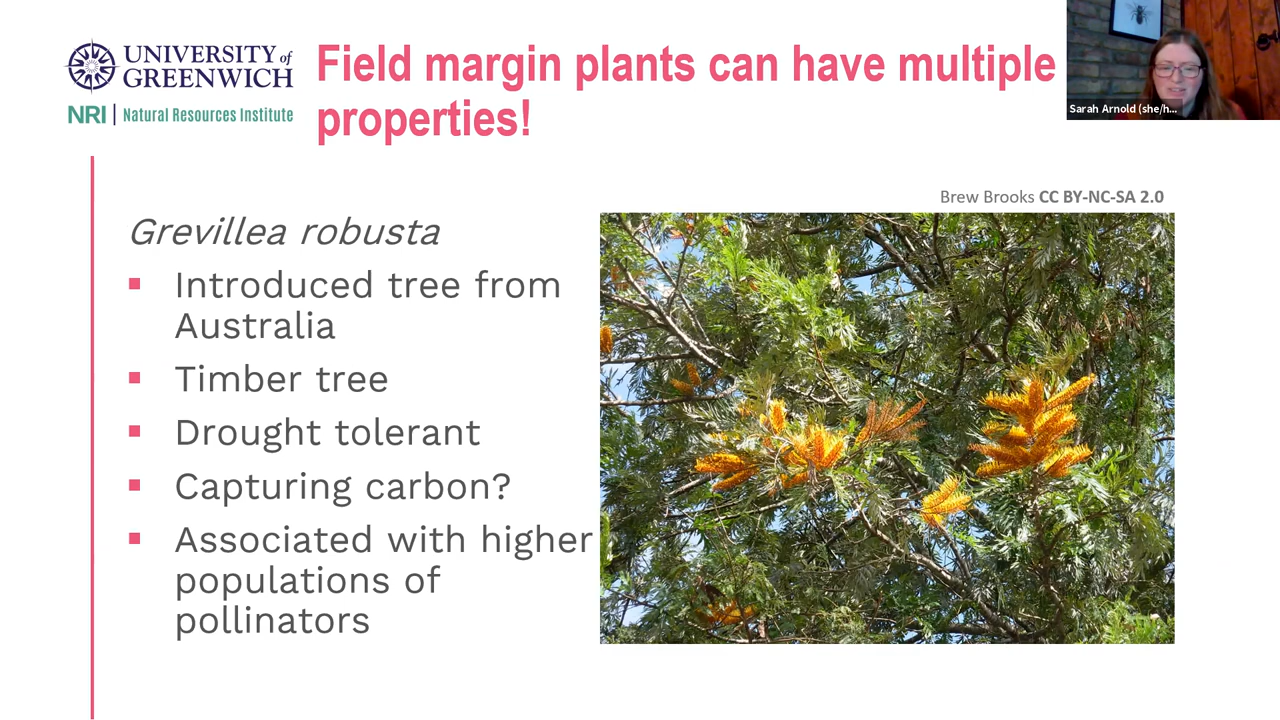 UNIVERSITY of
GREENWICH
NRI | Natural Resources Institute
Field margin plants can have multiple
properties!
Sarah Arnold (she/h...
Brew Brooks CC BY-NC-SA 2.0
Grevillea robusta
▪ Introduced tree from
Australia
▪ Timber tree
▪ Drought tolerant
▪ Capturing carbon?
▪ Associated with higher
populations of
pollinators